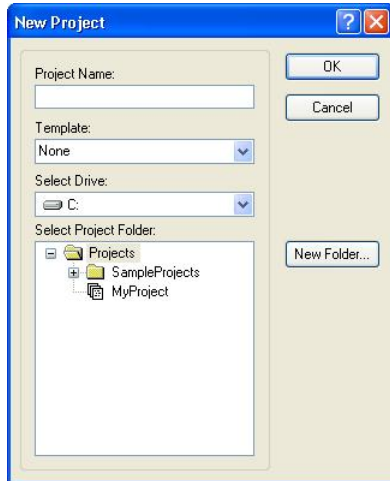 New Project
Project Name:
OK
Cancel
Template:
None
Select Drive:
C:
Select Project Folder:
Projects
SampleProjects
MyProject
New Folder...